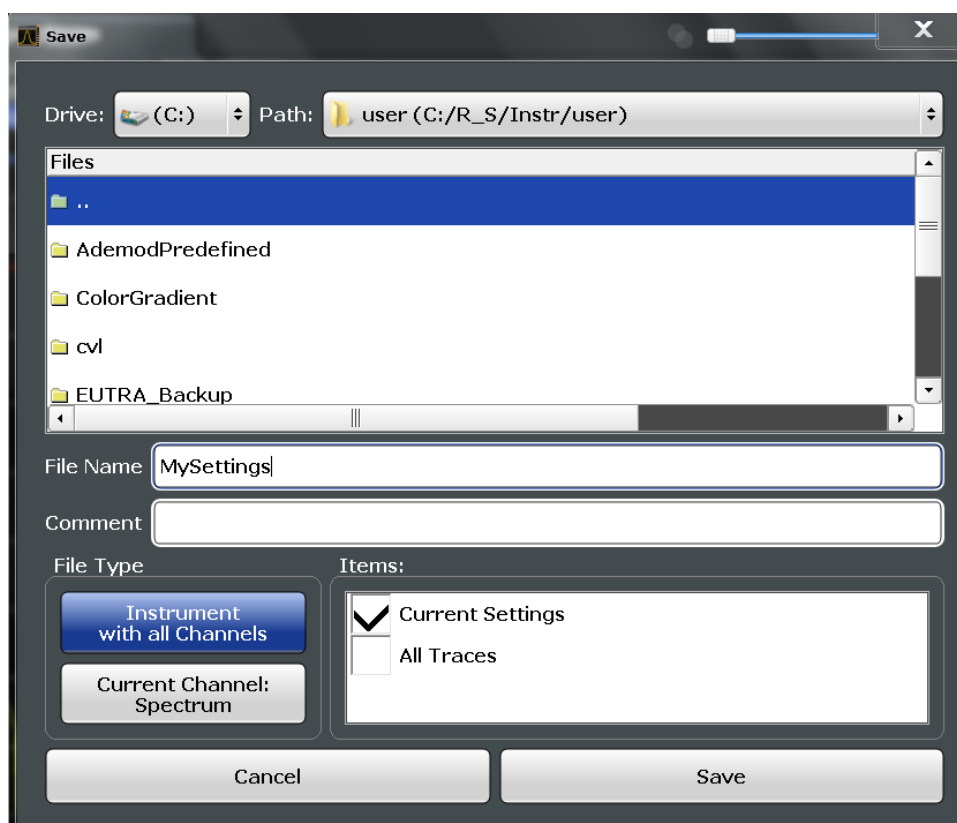 Save
X
Drive: (C:) Path: user (C:/R_S/Instr/user)
Files
..
AdemodPredefined
ColorGradient
cvl
EUTRA_Backup
File Name MySettings
Comment
File Type Items:
Instrument
with all Channels
Current Settings
All Traces
Current Channel:
Spectrum
Cancel Save